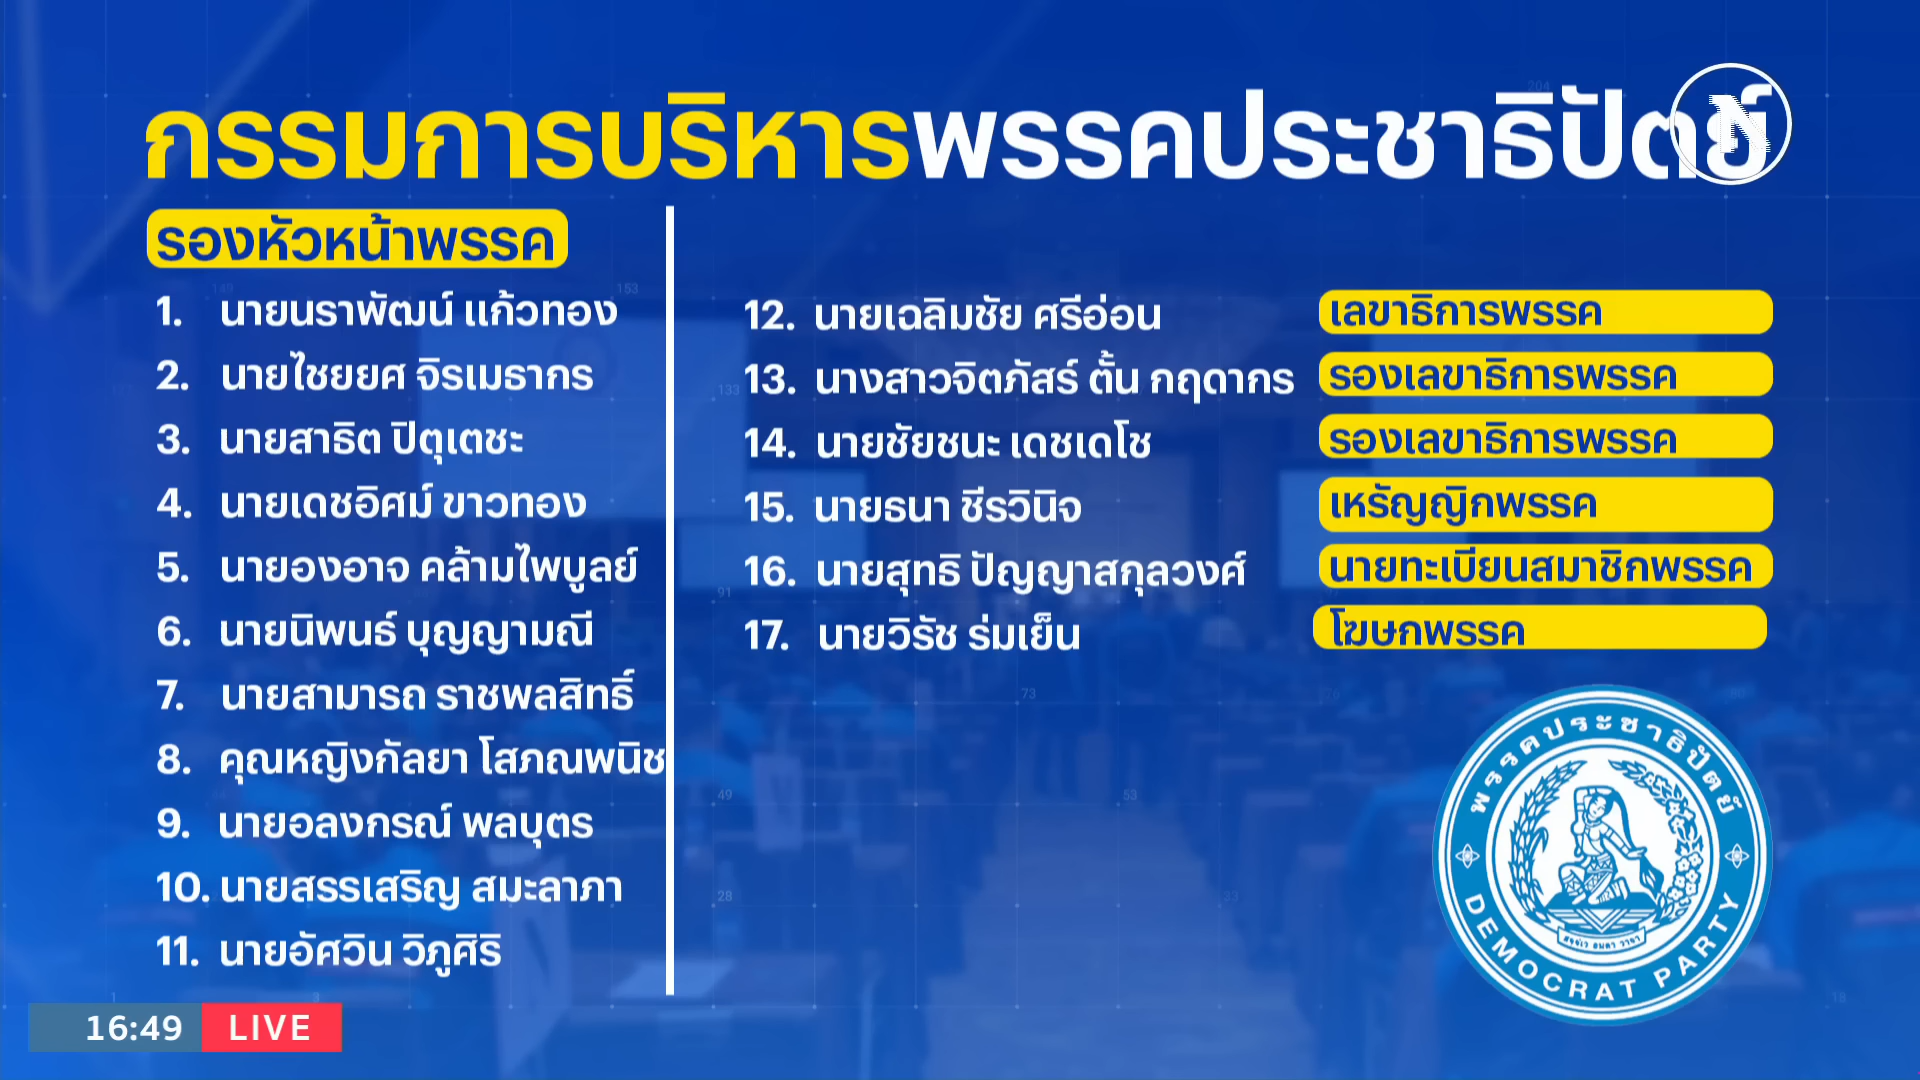 กรรมการบริหารพรรคประชาธิปัตย์
รองหัวหน้าพรรค
1. นายนราพัฒน์ แก้วทอง
2. นายไชยยศ จิรเมธากร
3. นายสาธิต ปิตุเตชะ
4. นายเดชอิศม์ ขาวทอง
5. นายองอาจ คล้ามไพบูลย์
6. นายนิพนธ์ บุญญามณี
7. นายสามารถ ราชพลสิทธิ์
8. คุณหญิงกัลยา โสภณพนิช
9. นายอลงกรณ์ พลบุตร
10. นายสรรเสริญ สมะลาภา
11. นายอัศวิน วิภูศิริ
12. นายเฉลิมชัย ศรีอ่อน เลขาธิการพรรค
13. นางสาวจิตภัสร์ ตั้น กฤดากร รองเลขาธิการพรรค
14. นายชัยชนะ เดชเดโช รองเลขาธิการพรรค
15. นายธนา ชีรวินิจ เหรัญญิกพรรค
16. นายสุทธิ ปัญญาสกุลวงศ์ นายทะเบียนสมาชิกพรรค
17. นายวิรัช ร่มเย็น โฆษกพรรค
พรรคประชาธิปัตย์
DEMOCRAT PARTY
16:49 LIVE